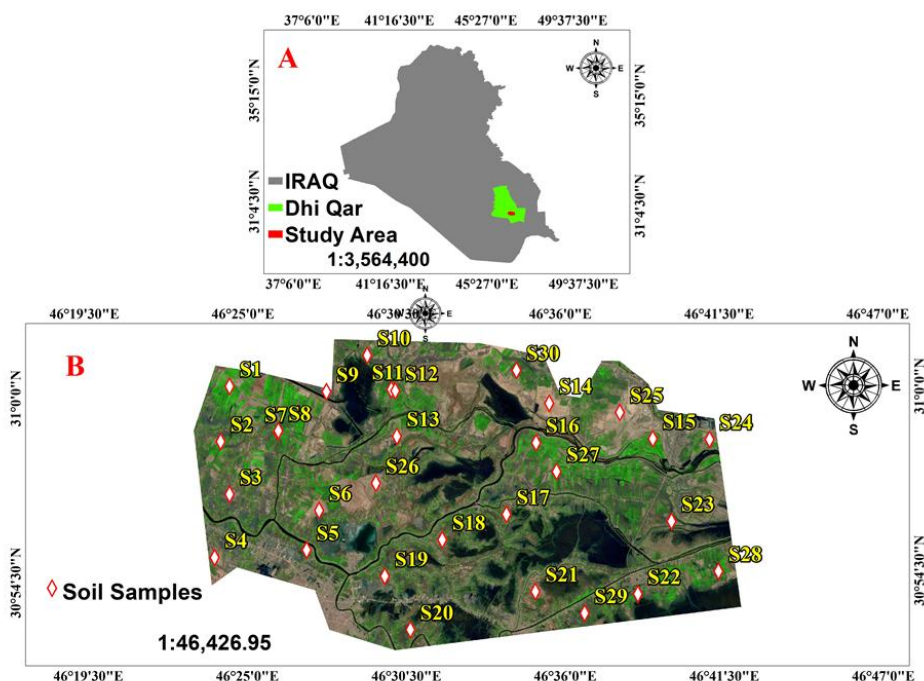 37°6'0"E 41°16'30"E 45°27'0"E 49°37'30"E
A
N
W E
S
35°15'0"N 35°15'0"N
IRAQ
Dhi Qar
Study Area
1:3,564,400
31°4'30"N 31°4'30"N
37°6'0"E 41°16'30"E 45°27'0"E 49°37'30"E
N
W E
S
46°19'30"E 46°25'0"E 46°30'30"E 46°36'0"E 46°41'30"E 46°47'0"E
B
N
W E
S
S10
S1 S9 S11 S12 S30
S14 S25
31°0'0"N 31°0'0"N
S2 S7 S8 S13 S16 S15 S24
S3 S26 S27
S6 S17 S23
S4 S5 S18
S19 S21 S22 S28
30°54'30"N 30°54'30"N
Soil Samples
S20 S29
1:46,426.95
46°19'30"E 46°25'0"E 46°30'30"E 46°36'0"E 46°41'30"E 46°47'0"E